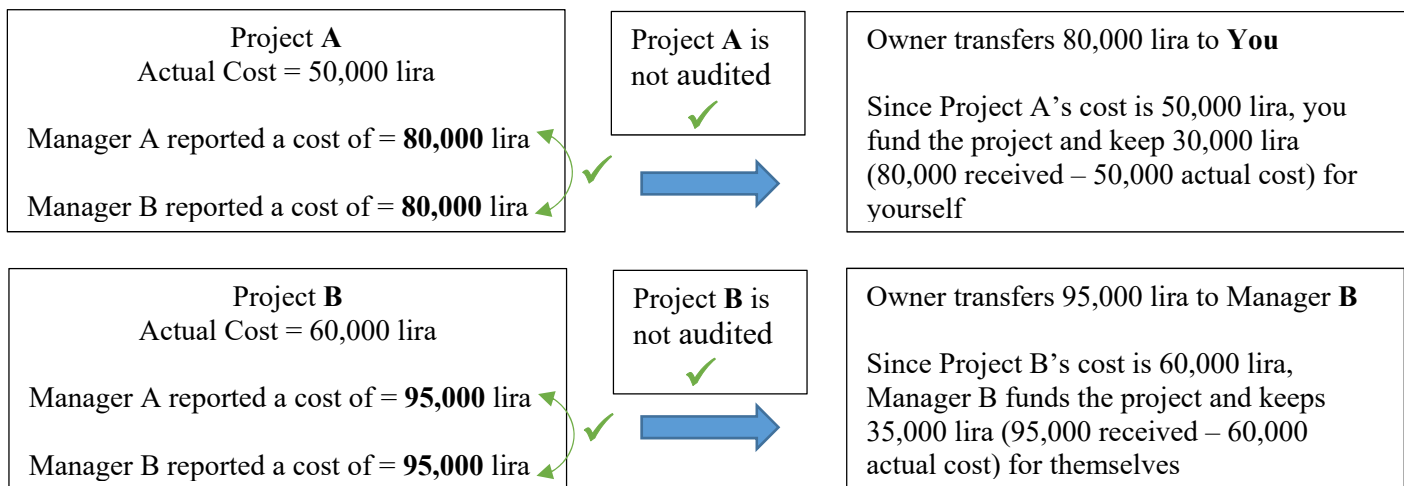 Project A
Actual Cost = 50,000 lira
Manager A reported a cost of = 80,000 lira
Manager B reported a cost of = 80,000 lira
Project A is
not audited
Owner transfers 80,000 lira to You
Since Project A's cost is 50,000 lira, you
fund the project and keep 30,000 lira
(80,000 received – 50,000 actual cost) for
yourself
Project B
Actual Cost = 60,000 lira
Manager A reported a cost of = 95,000 lira
Manager B reported a cost of = 95,000 lira
Project B is
not audited
Owner transfers 95,000 lira to Manager B
Since Project B's cost is 60,000 lira,
Manager B funds the project and keeps
35,000 lira (95,000 received – 60,000
actual cost) for themselves